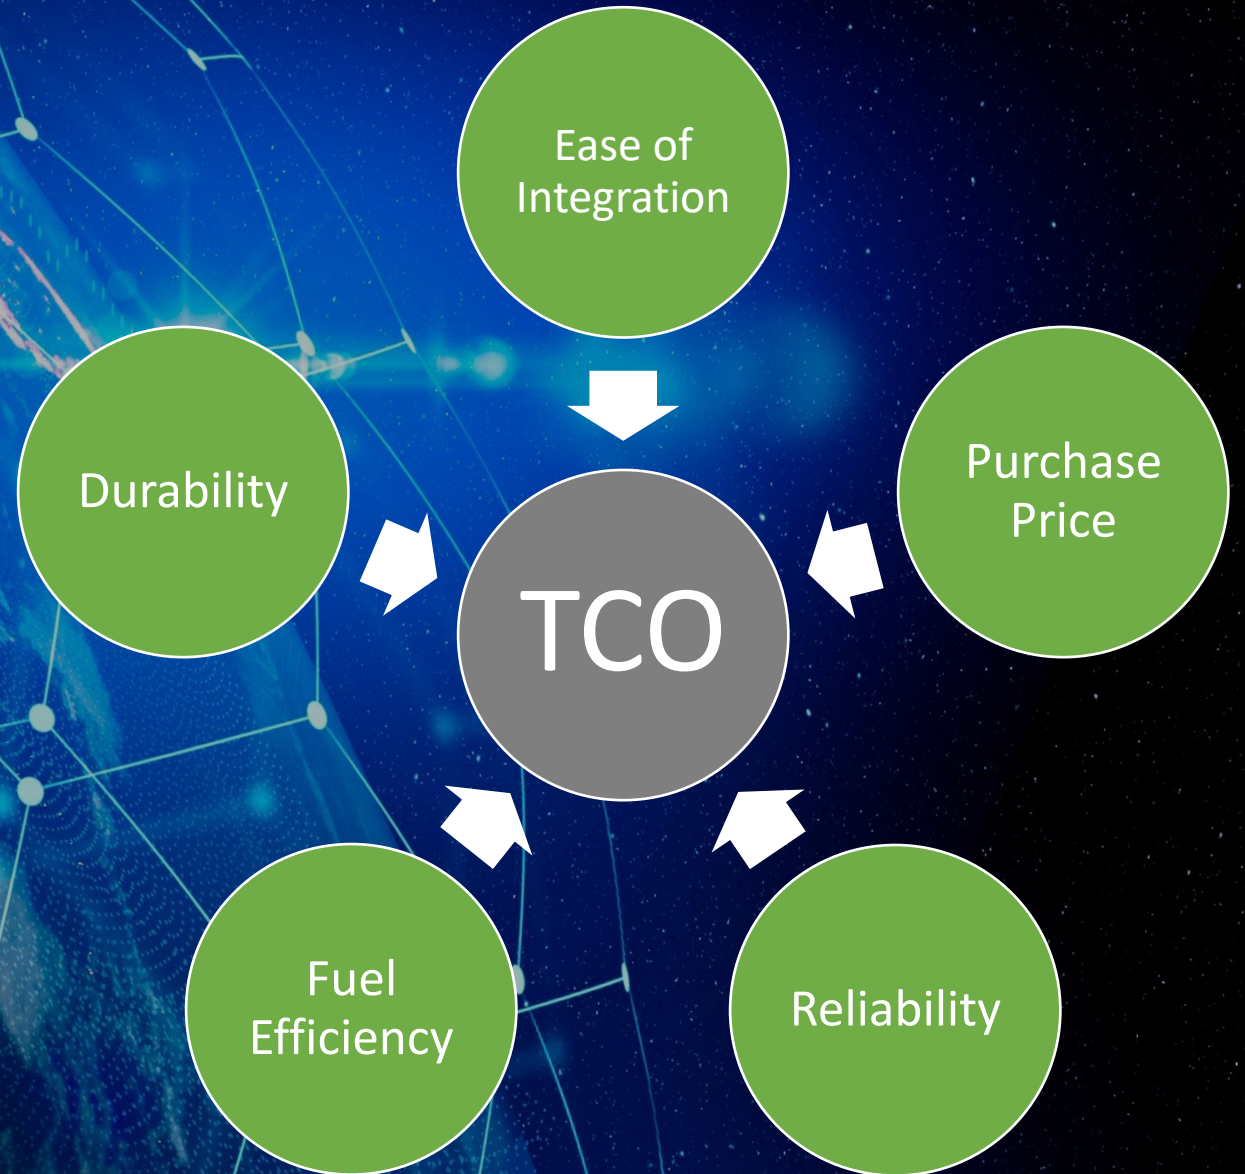 Ease of
Integration
Purchase
Price
Durability
TCO
Fuel
Efficiency
Reliability